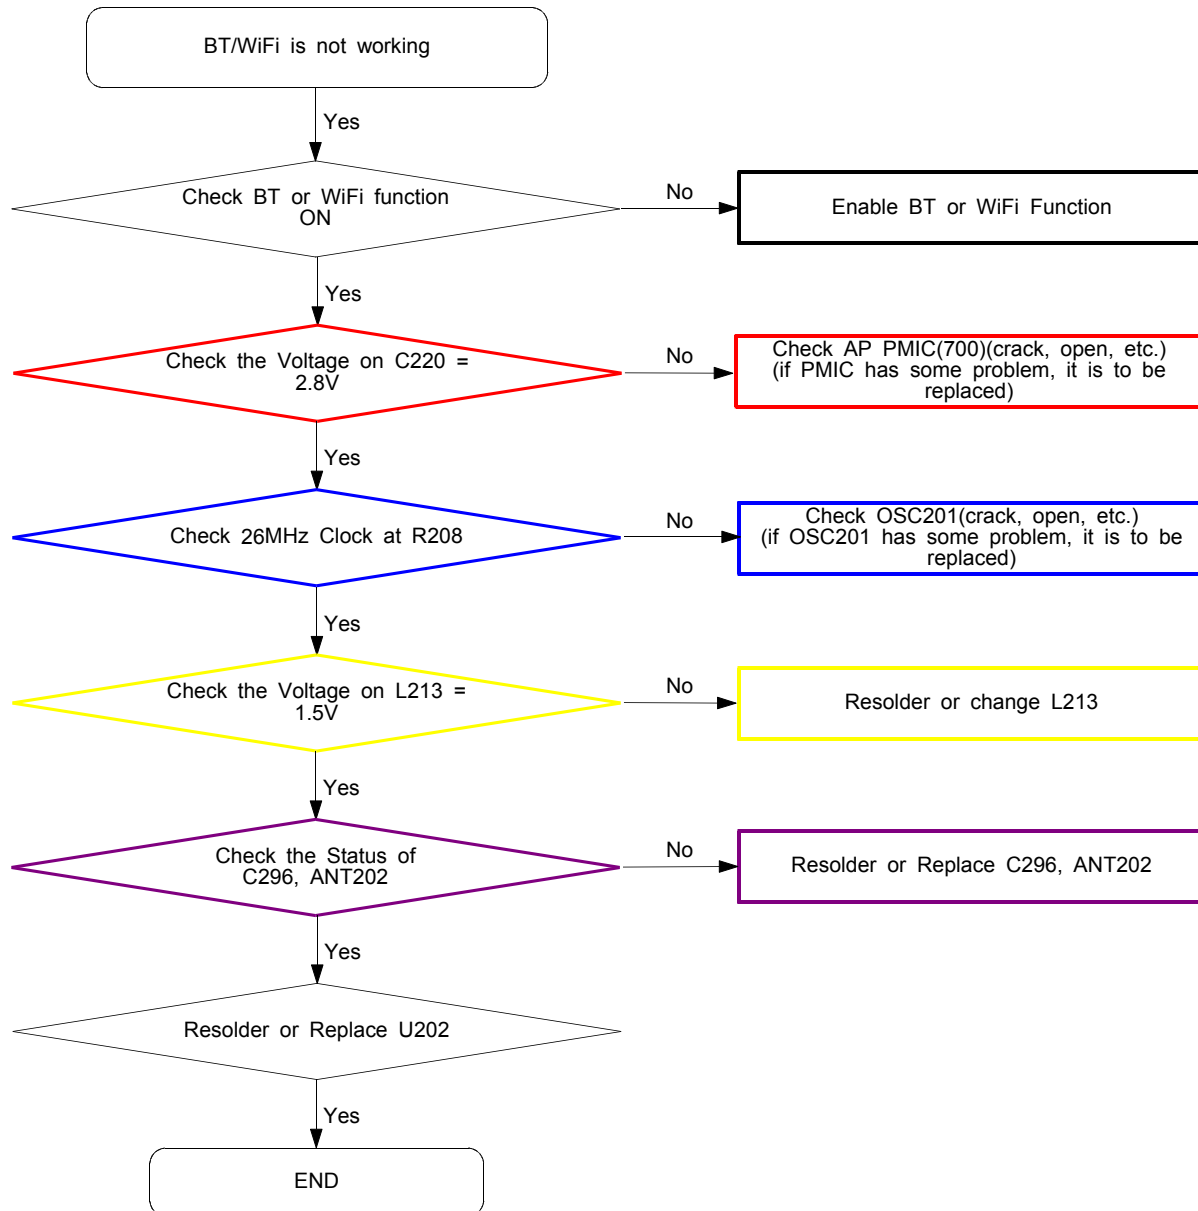 BT/WiFi is not working
Yes
Check BT or WiFi function
ON
No
Enable BT or WiFi Function
Yes
Check the Voltage on C220 =
2.8V
No
Check AP PMIC(700)(crack, open, etc.)
(if PMIC has some problem, it is to be
replaced)
Yes
Check 26MHz Clock at R208
No
Check OSC201(crack, open, etc.)
(if OSC201 has some problem, it is to be
replaced)
Yes
Check the Voltage on L213 =
1.5V
No
Resolder or change L213
Yes
Check the Status of
C296, ANT202
No
Resolder or Replace C296, ANT202
Yes
Resolder or Replace U202
Yes
END